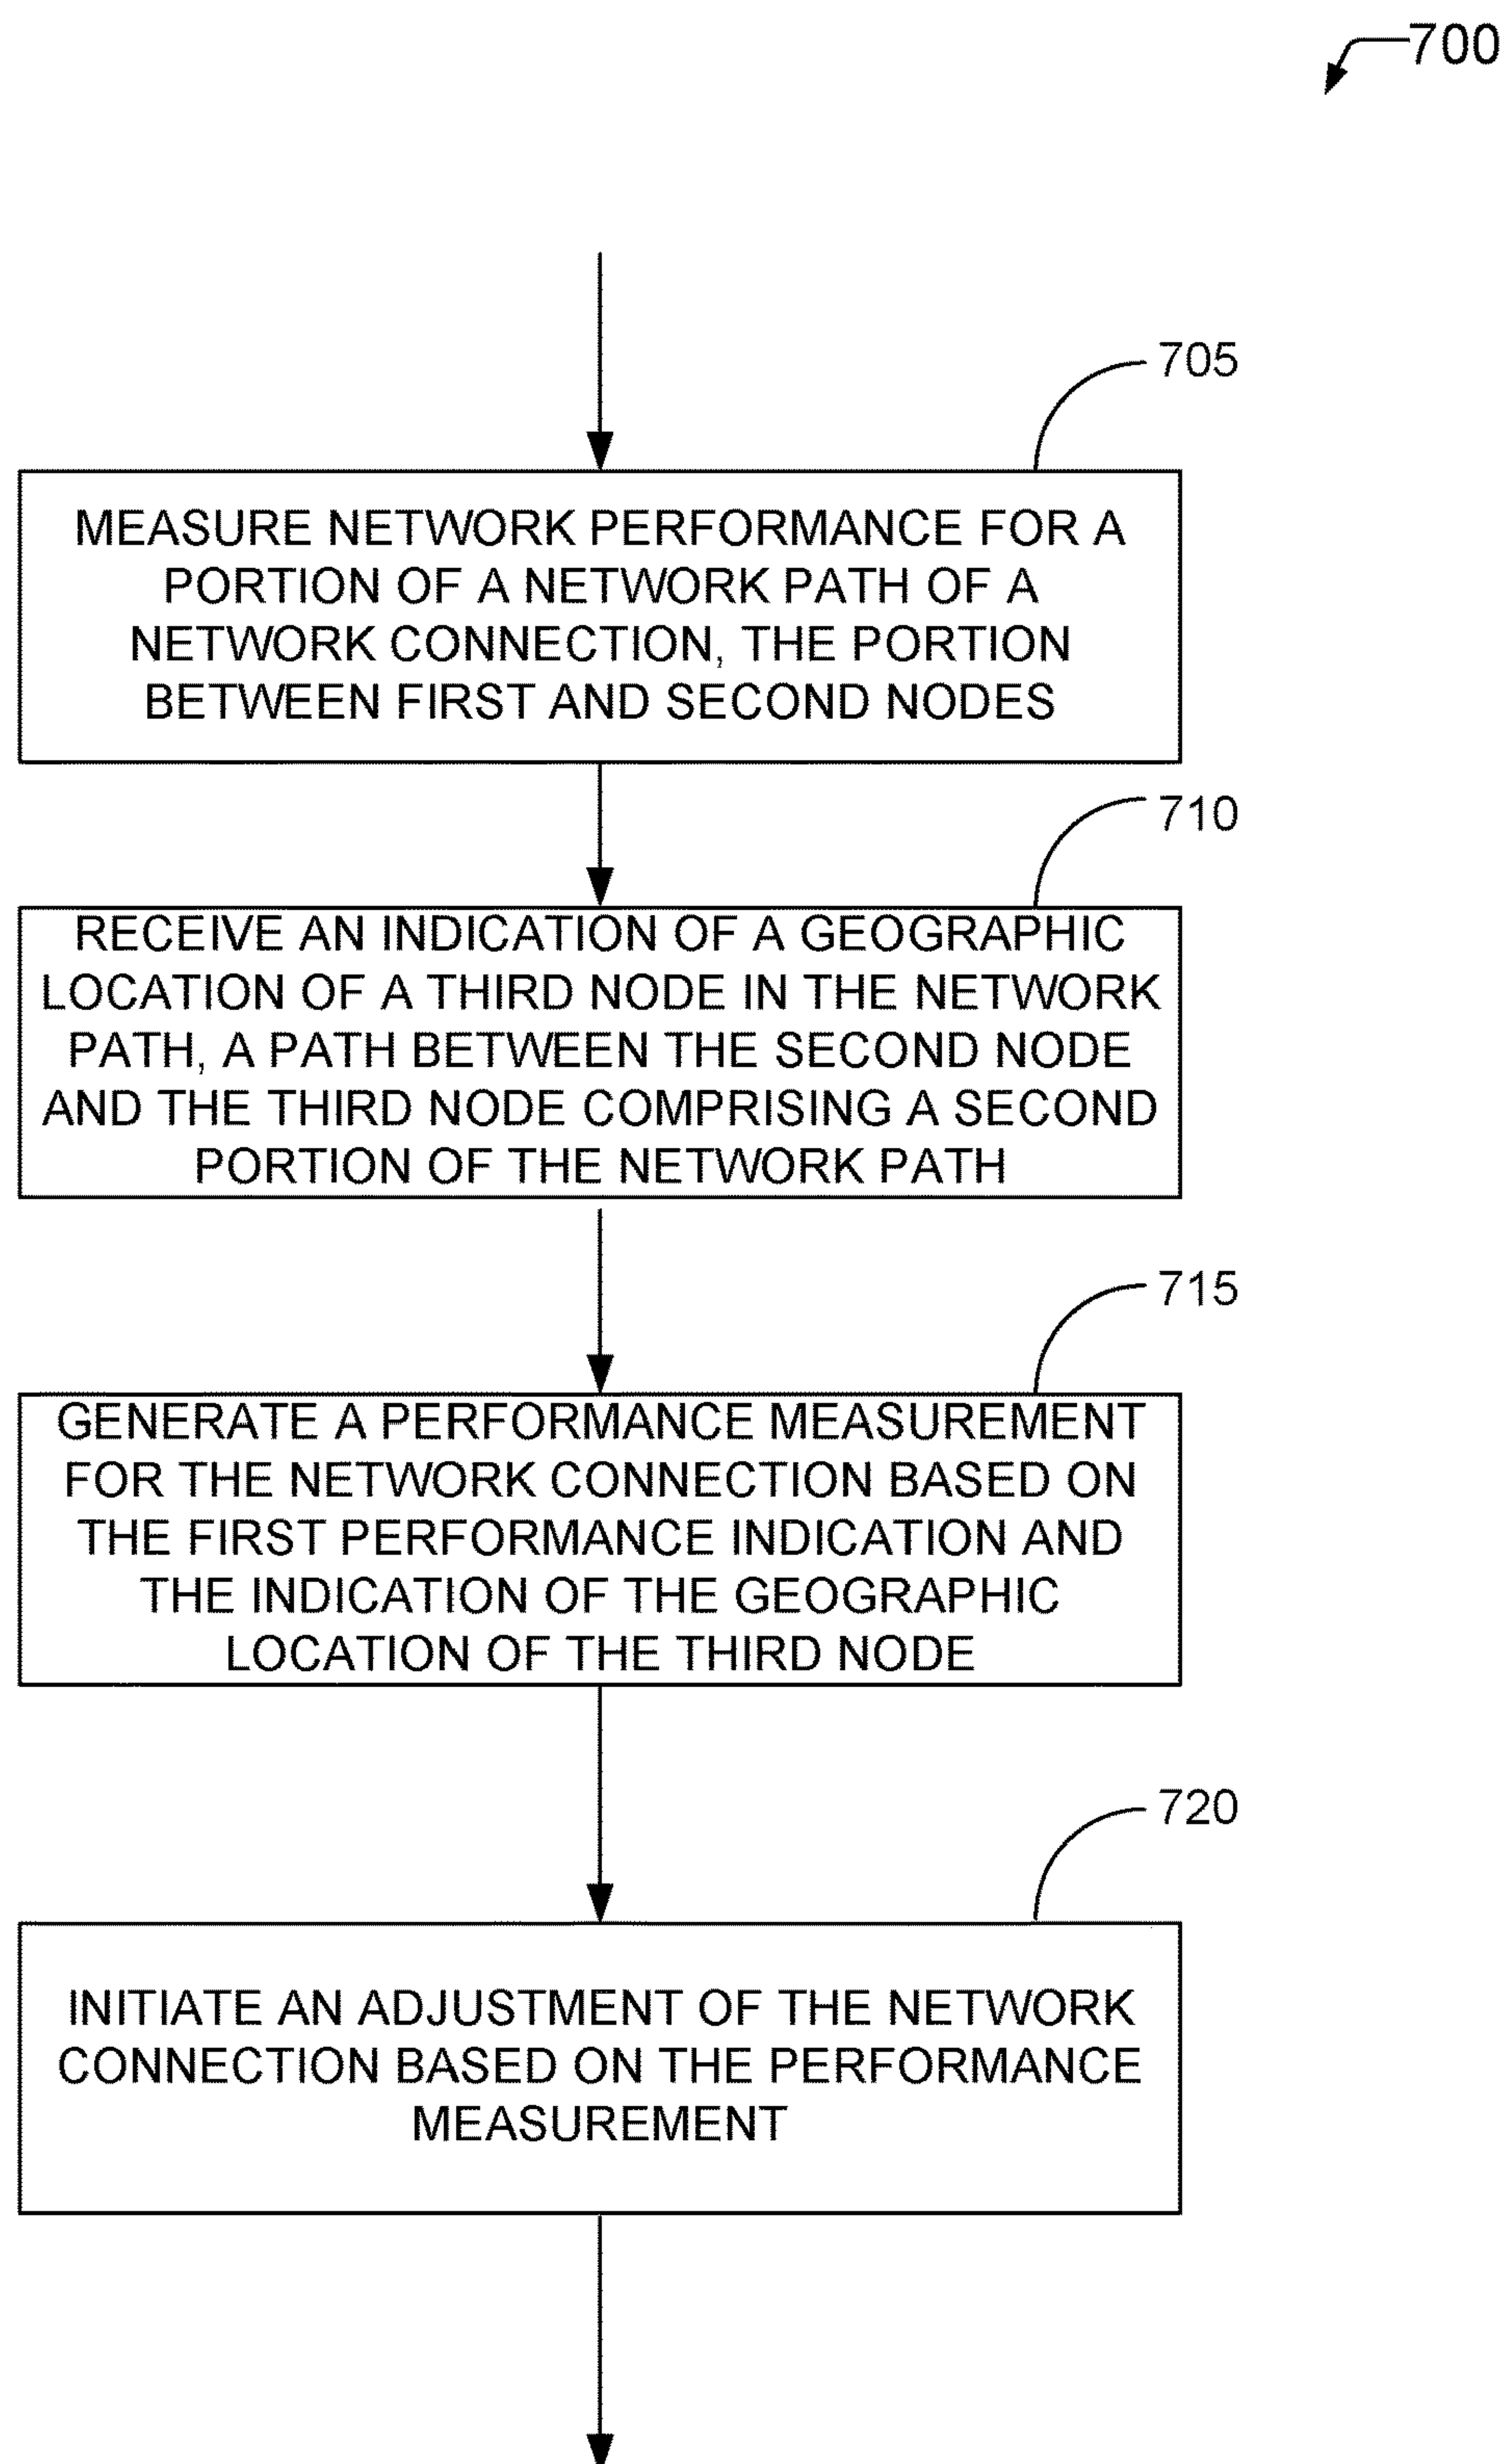 700
705
MEASURE NETWORK PERFORMANCE FOR A
PORTION OF A NETWORK PATH OF A
NETWORK CONNECTION, THE PORTION
BETWEEN FIRST AND SECOND NODES
710
RECEIVE AN INDICATION OF A GEOGRAPHIC
LOCATION OF A THIRD NODE IN THE NETWORK
PATH, A PATH BETWEEN THE SECOND NODE
AND THE THIRD NODE COMPRISING A SECOND
PORTION OF THE NETWORK PATH
715
GENERATE A PERFORMANCE MEASUREMENT
FOR THE NETWORK CONNECTION BASED ON
THE FIRST PERFORMANCE INDICATION AND
THE INDICATION OF THE GEOGRAPHIC
LOCATION OF THE THIRD NODE
720
INITIATE AN ADJUSTMENT OF THE NETWORK
CONNECTION BASED ON THE PERFORMANCE
MEASUREMENT